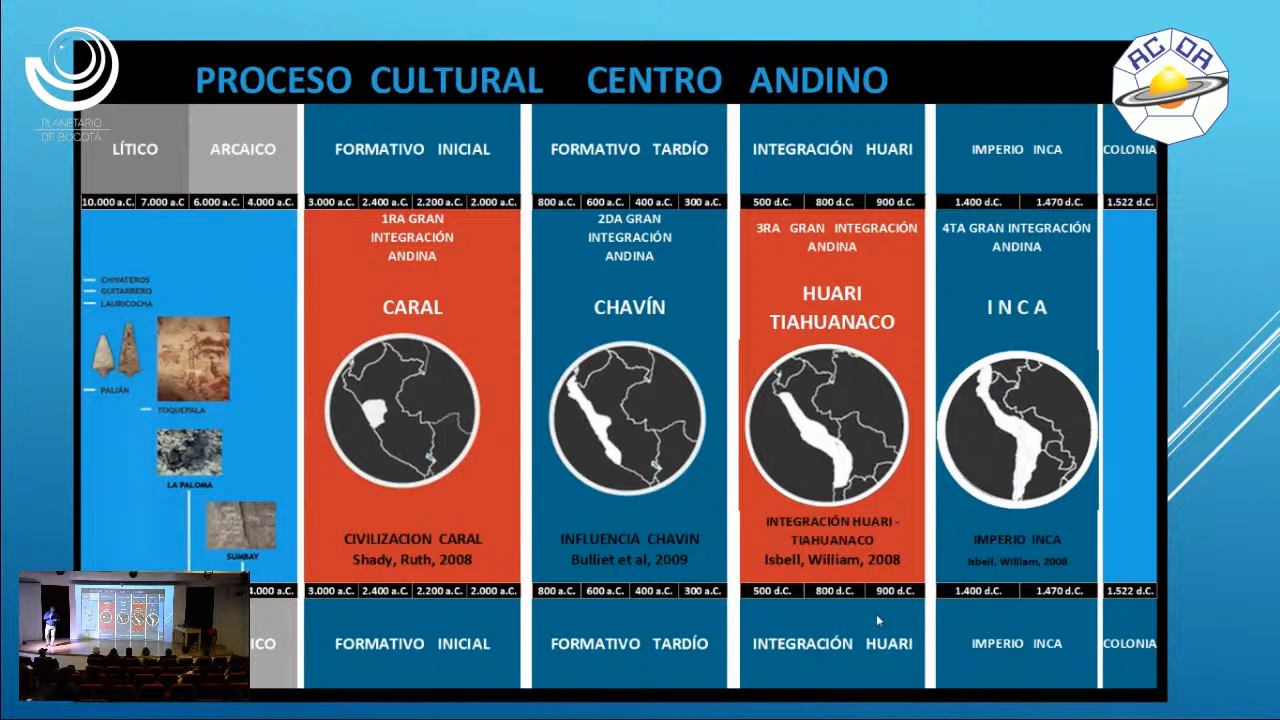 PLANETARIO
DE BOGOTÁ
PROCESO CULTURAL CENTRO ANDINO
ACDA
LÍTICO
ARCAICO
FORMATIVO INICIAL
FORMATIVO TARDÍO
INTEGRACIÓN HUARI
IMPERIO INCA
COLONIA
10.000 a.C. 7.000 a.C 6.000 a.C. 4.000 a.C.
3.000 a.C. 2.400 a.C. 2.200 a.C. 2.000 a.C.
800 a.C. 600 a.C. 400 a.C. 300 a.C.
500 d.C. 800 d.C. 900 d.C.
1.400 d.C. 1.470 d.C.
1.522 d.C.
CHIVATEROS
GUITARRERO
LAURICOCHA
PALIÁN
TOQUEPALA
LA PALOMA
SUMBAY
1RA GRAN
INTEGRACIÓN
ANDINA
CARAL
CIVILIZACION CARAL
Shady, Ruth, 2008
2DA GRAN
INTEGRACIÓN
ANDINA
CHAVÍN
INFLUENCIA CHAVIN
Bulliet et al, 2009
3RA GRAN INTEGRACIÓN
ANDINA
HUARI
TIAHUANACO
INTEGRACIÓN HUARI -
TIAHUANACO
Isbell, William, 2008
4TA GRAN INTEGRACIÓN
ANDINA
I N C A
IMPERIO INCA
Isbell, William, 2008
4.000 a.C.
3.000 a.C. 2.400 a.C. 2.200 a.C. 2.000 a.C.
800 a.C. 600 a.C. 400 a.C. 300 a.C.
500 d.C. 800 d.C. 900 d.C.
1.400 d.C. 1.470 d.C.
1.522 d.C.
ICO
FORMATIVO INICIAL
FORMATIVO TARDÍO
INTEGRACIÓN HUARI
IMPERIO INCA
COLONIA